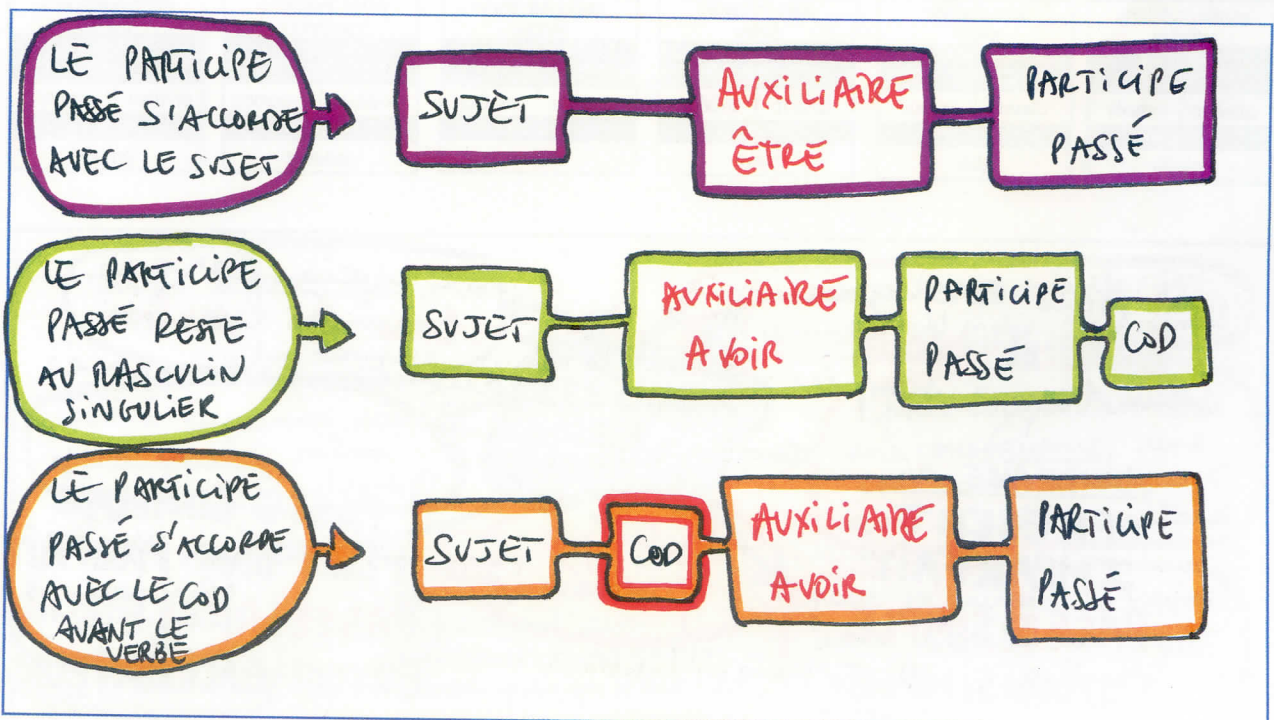 LE PARTICIPE
PASSÉ S'ACCORDE
AVEC LE SUJET
SUJET
AUXILIAIRE
ÊTRE
PARTICIPE
PASSÉ
LE PARTICIPE
PASSÉ RESTE
AU MASCULIN
SINGULIER
SUJET
AUXILIAIRE
AVOIR
PARTICIPE
PASSÉ
COD
LE PARTICIPE
PASSÉ S'ACCORDE
AVEC LE COD
AVANT LE
VERBE
SUJET
COD
AUXILIAIRE
AVOIR
PARTICIPE
PASSÉ